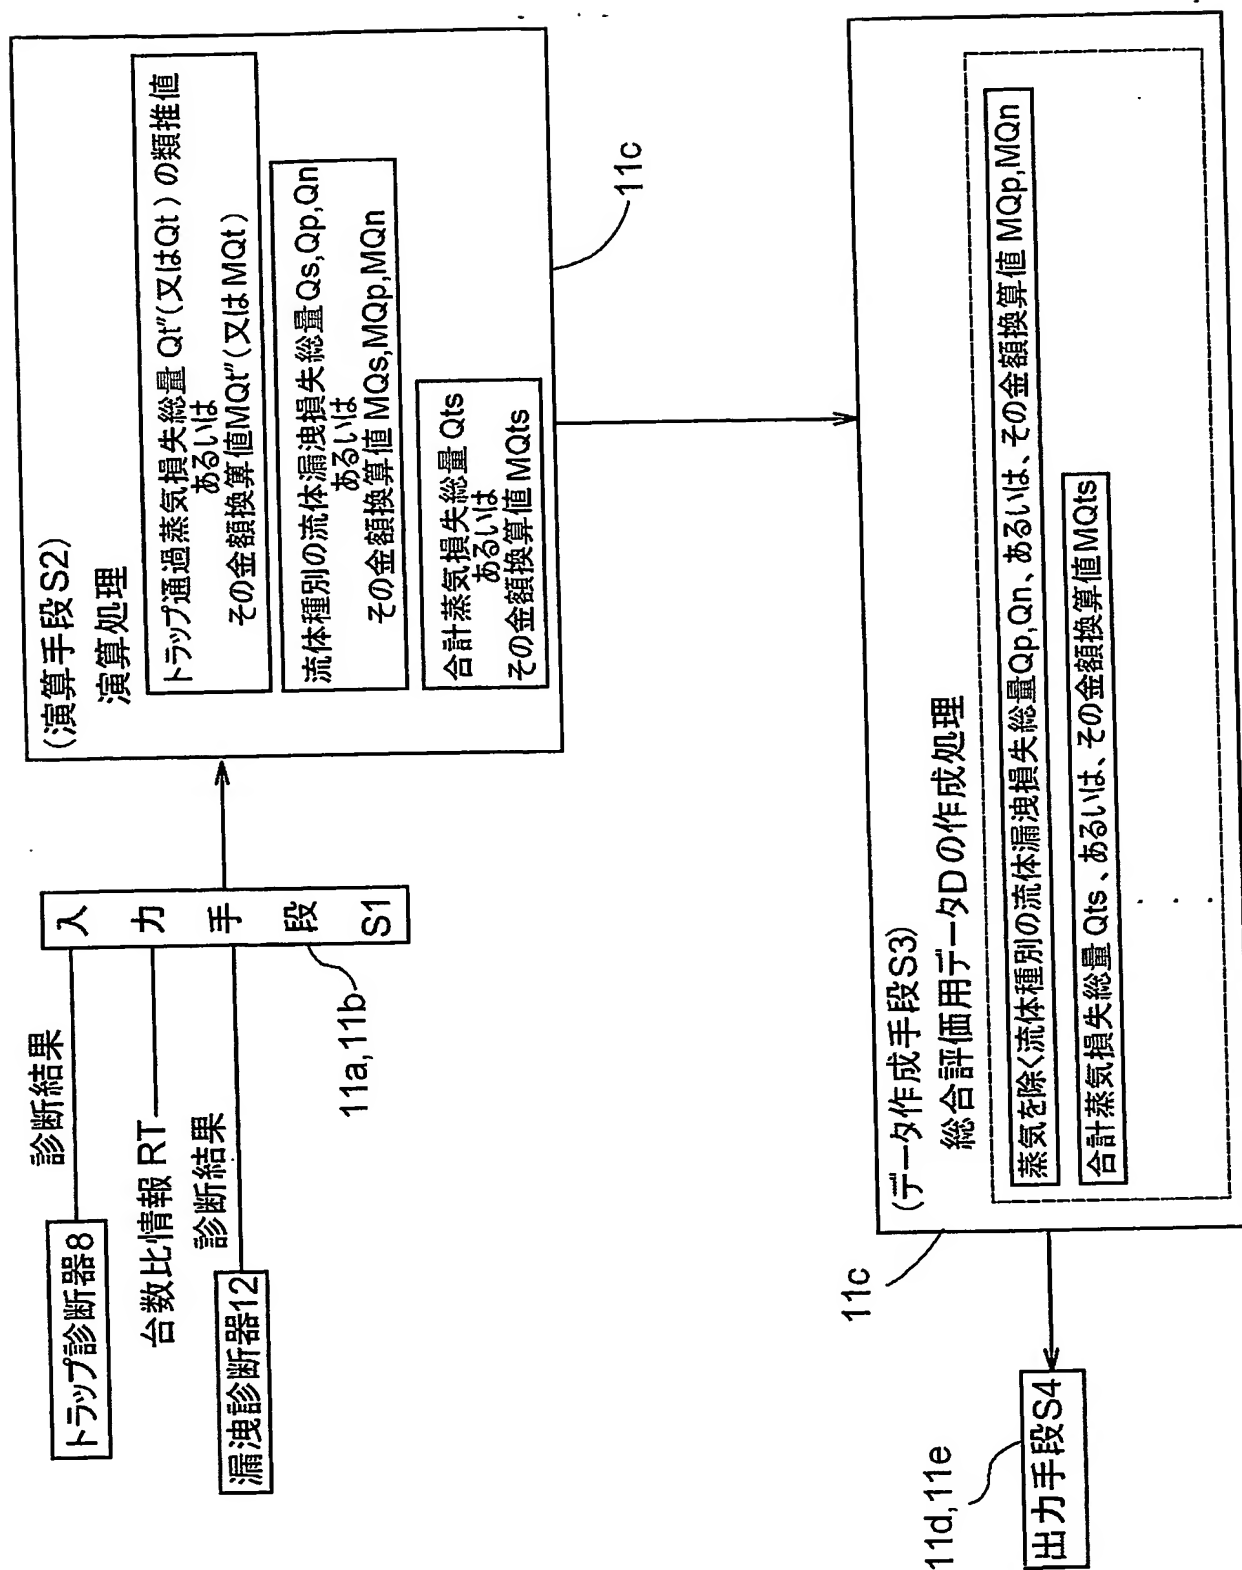 トラップ診断器8
診断結果
台数比情報 RT
漏洩診断器12
診断結果
入力手段 S1
11a,11b
(演算手段S2)
演算処理
トラップ通過蒸気損失総量 Qt"(又はQt) の類推値
あるいは
その金額換算値MQt"(又はMQt)
流体種別の流体漏洩損失総量Qs,Qp,Qn
あるいは
その金額換算値 MQs,MQp,MQn
合計蒸気損失総量 Qts
あるいは
その金額換算値 MQts
11c
(データ作成手段S3)
総合評価用データDの作成処理
蒸気を除く流体種別の流体漏洩損失総量Qp,Qn、あるいは、その金額換算値 MQp,MQn
合計蒸気損失総量 Qts、あるいは、その金額換算値MQts
11c
11d,11e
出力手段S4